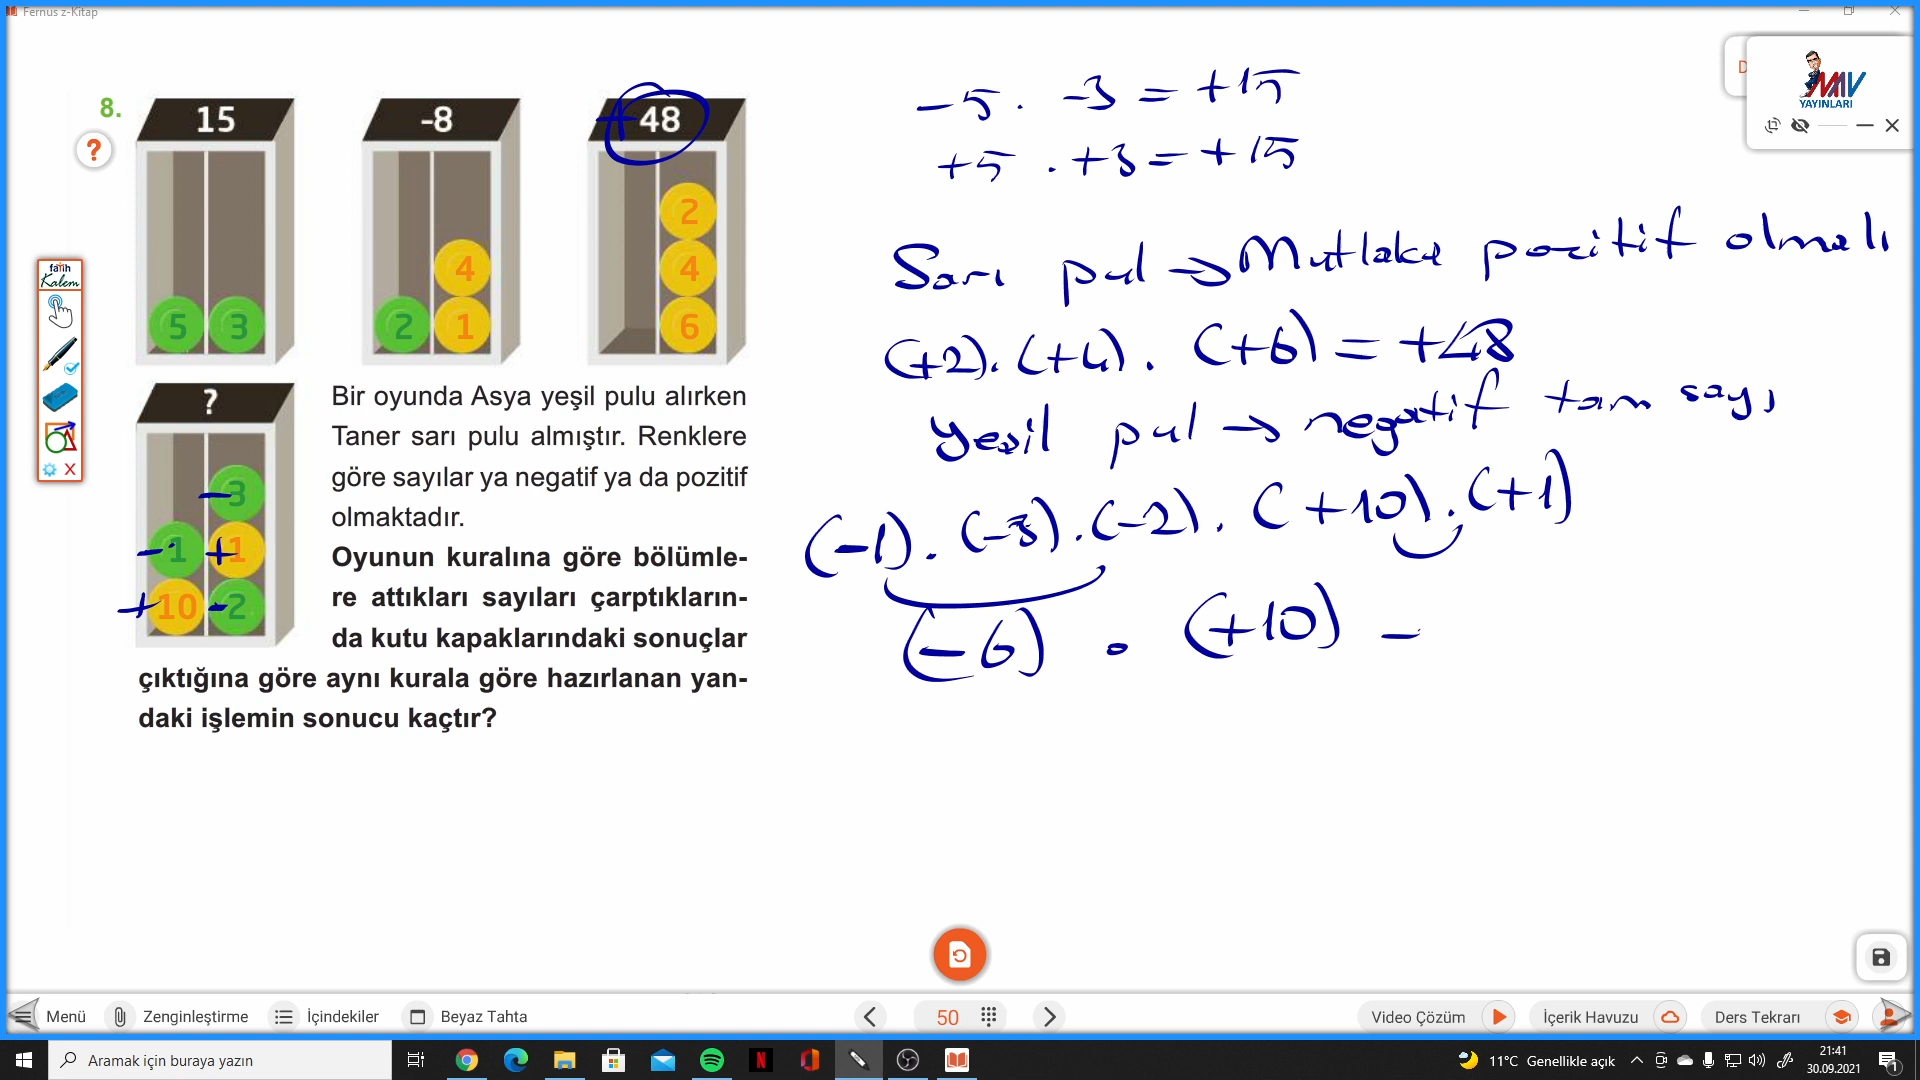 Fernus z-Kitap
8.
15
-8
+48
?
5 3
2 4 1
2 4 6
?
-3
-1 +1
+10 -2
Bir oyunda Asya yeşil pulu alırken
Taner sarı pulu almıştır. Renklere
göre sayılar ya negatif ya da pozitif
olmaktadır.
Oyunun kuralına göre bölümle-
re attıkları sayıları çarptıkların-
da kutu kapaklarındaki sonuçlar
çıktığına göre aynı kurala göre hazırlanan yan-
daki işlemin sonucu kaçtır?
-5 . -3 = +15
+5 . +3 = +15
Sarı pul → Mutlaka pozitif olmalı
(+2).(+4).(+6) = +48
Yeşil pul → negatif tam sayı
(-1).(-3).(-2).(+10).(+1)
(-6) . (+10) -
MAV
YAYINLARI
fatih
Kalem
Menü
Zenginleştirme
İçindekiler
Beyaz Tahta
50
Video Çözüm
İçerik Havuzu
Ders Tekrarı
Aramak için buraya yazın
11°C Genellikle açık
21:41
30.09.2021
1